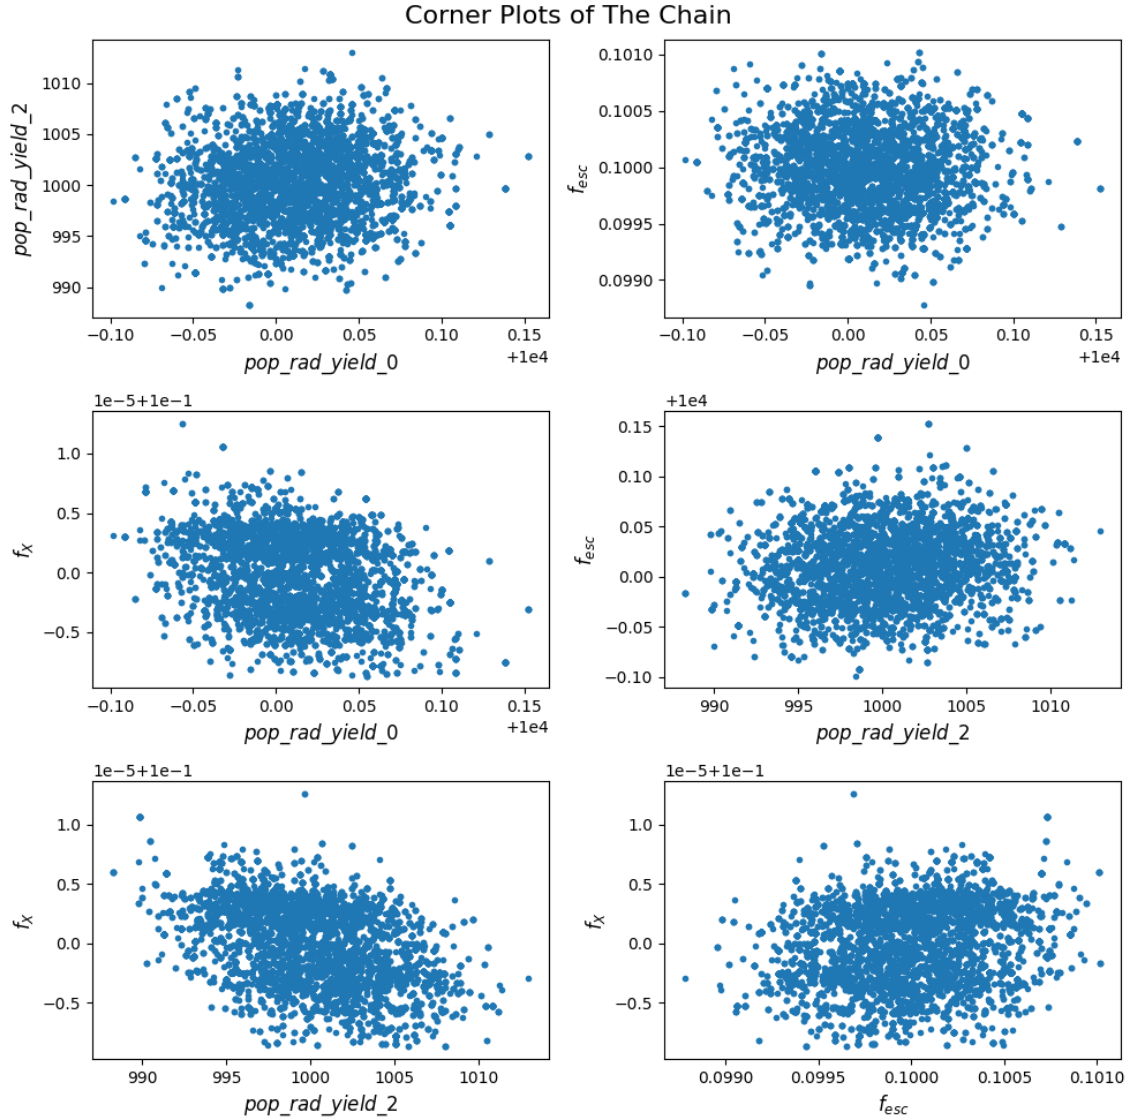 Corner Plots of The Chain
pop_rad_yield_2
1010
1005
1000
995
990
−0.10 −0.05 0.00 0.05 0.10 0.15
+1e4
pop_rad_yield_0
f_esc
0.1010
0.1005
0.1000
0.0995
0.0990
−0.10 −0.05 0.00 0.05 0.10 0.15
+1e4
pop_rad_yield_0
1e−5+1e−1
f_X
1.0
0.5
0.0
−0.5
−0.10 −0.05 0.00 0.05 0.10 0.15
+1e4
pop_rad_yield_0
+1e4
f_esc
0.15
0.10
0.05
0.00
−0.05
−0.10
990 995 1000 1005 1010
pop_rad_yield_2
1e−5+1e−1
f_X
1.0
0.5
0.0
−0.5
990 995 1000 1005 1010
pop_rad_yield_2
1e−5+1e−1
f_X
1.0
0.5
0.0
−0.5
0.0990 0.0995 0.1000 0.1005 0.1010
f_esc